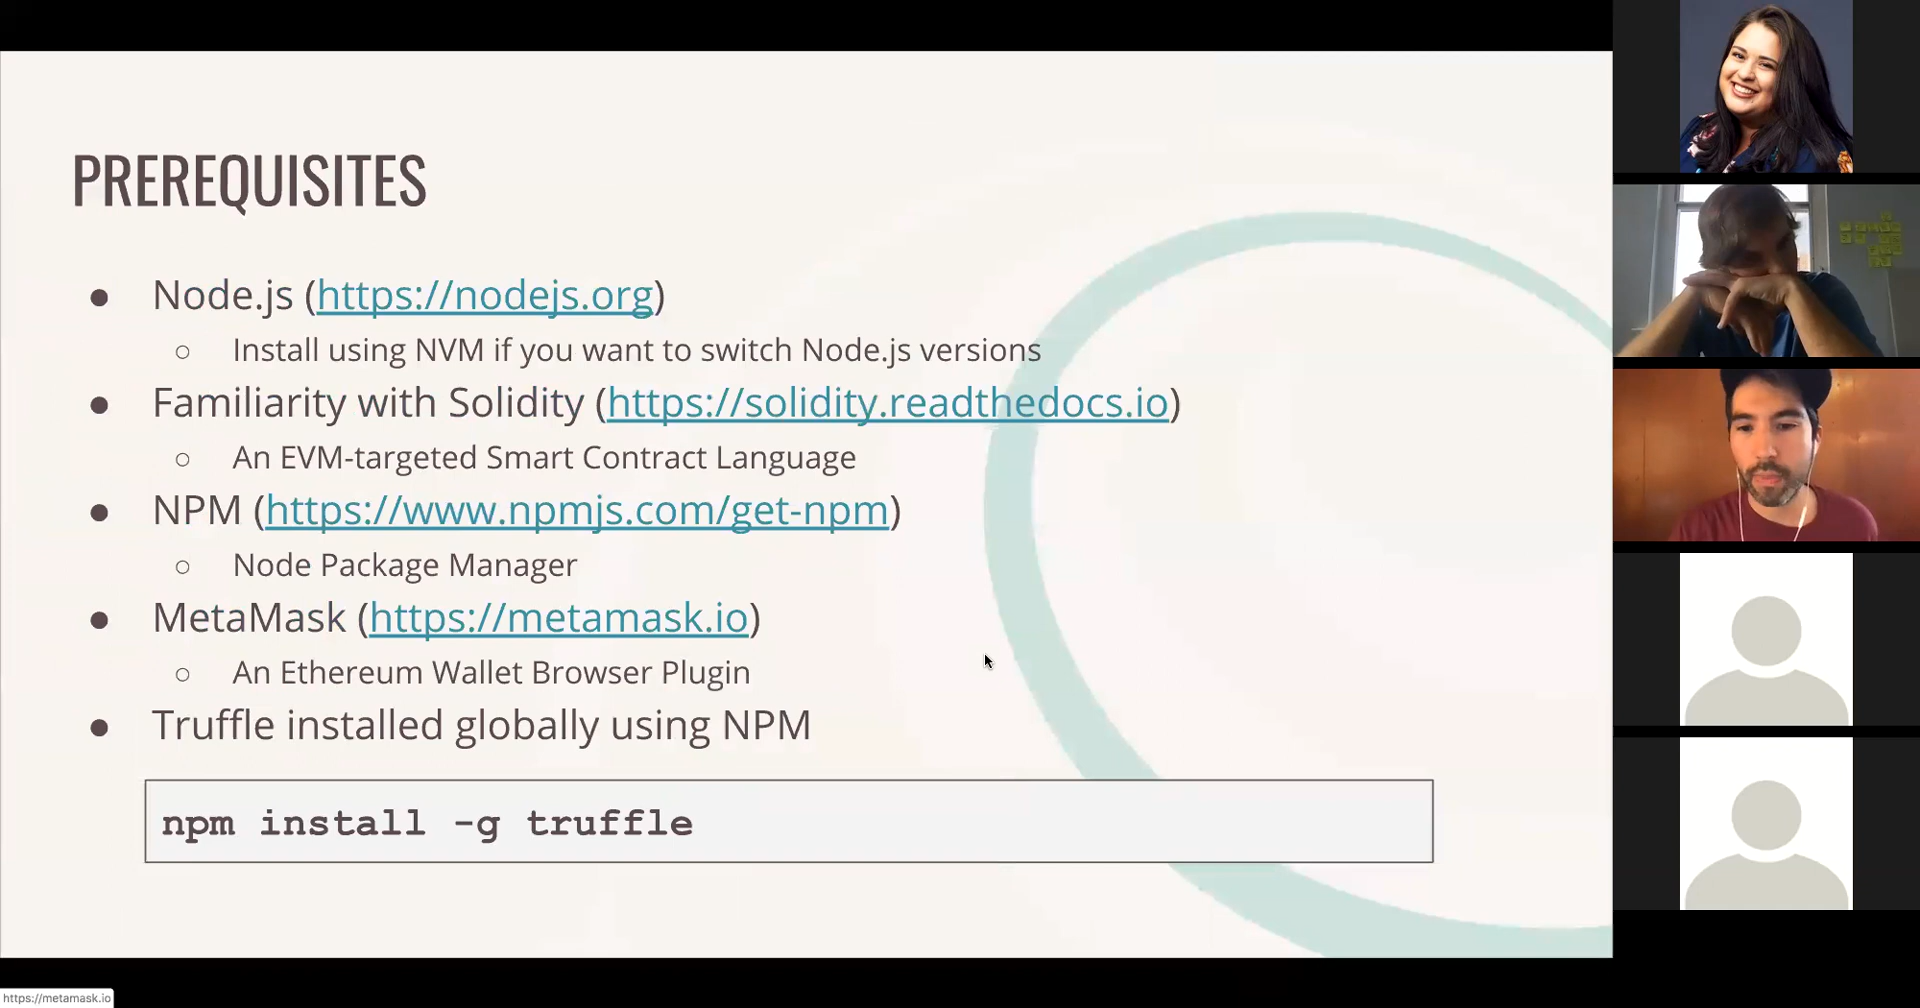 PREREQUISITES
● Node.js (https://nodejs.org)
○ Install using NVM if you want to switch Node.js versions
● Familiarity with Solidity (https://solidity.readthedocs.io)
○ An EVM-targeted Smart Contract Language
● NPM (https://www.npmjs.com/get-npm)
○ Node Package Manager
● MetaMask (https://metamask.io)
○ An Ethereum Wallet Browser Plugin
● Truffle installed globally using NPM
npm install -g truffle
https://metamask.io